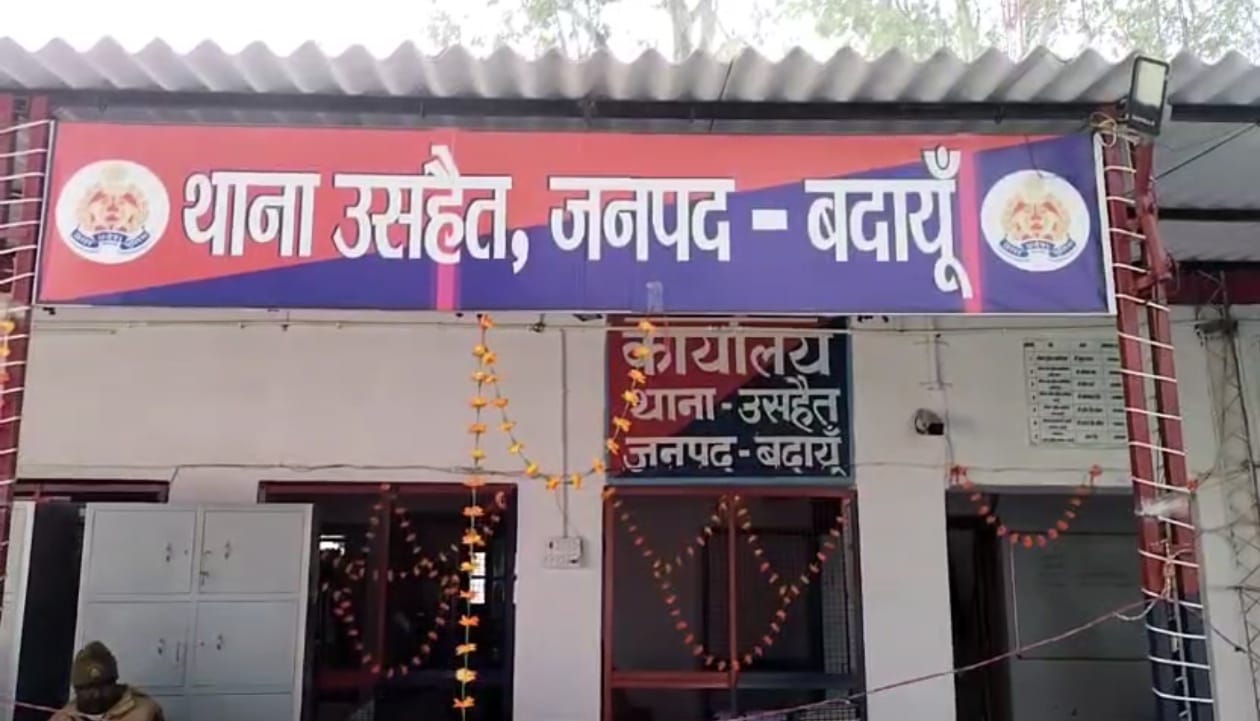 थाना उसहैत, जनपद - बदायूँ
कार्यालय
थाना - उसहैत
जनपद - बदायूँ